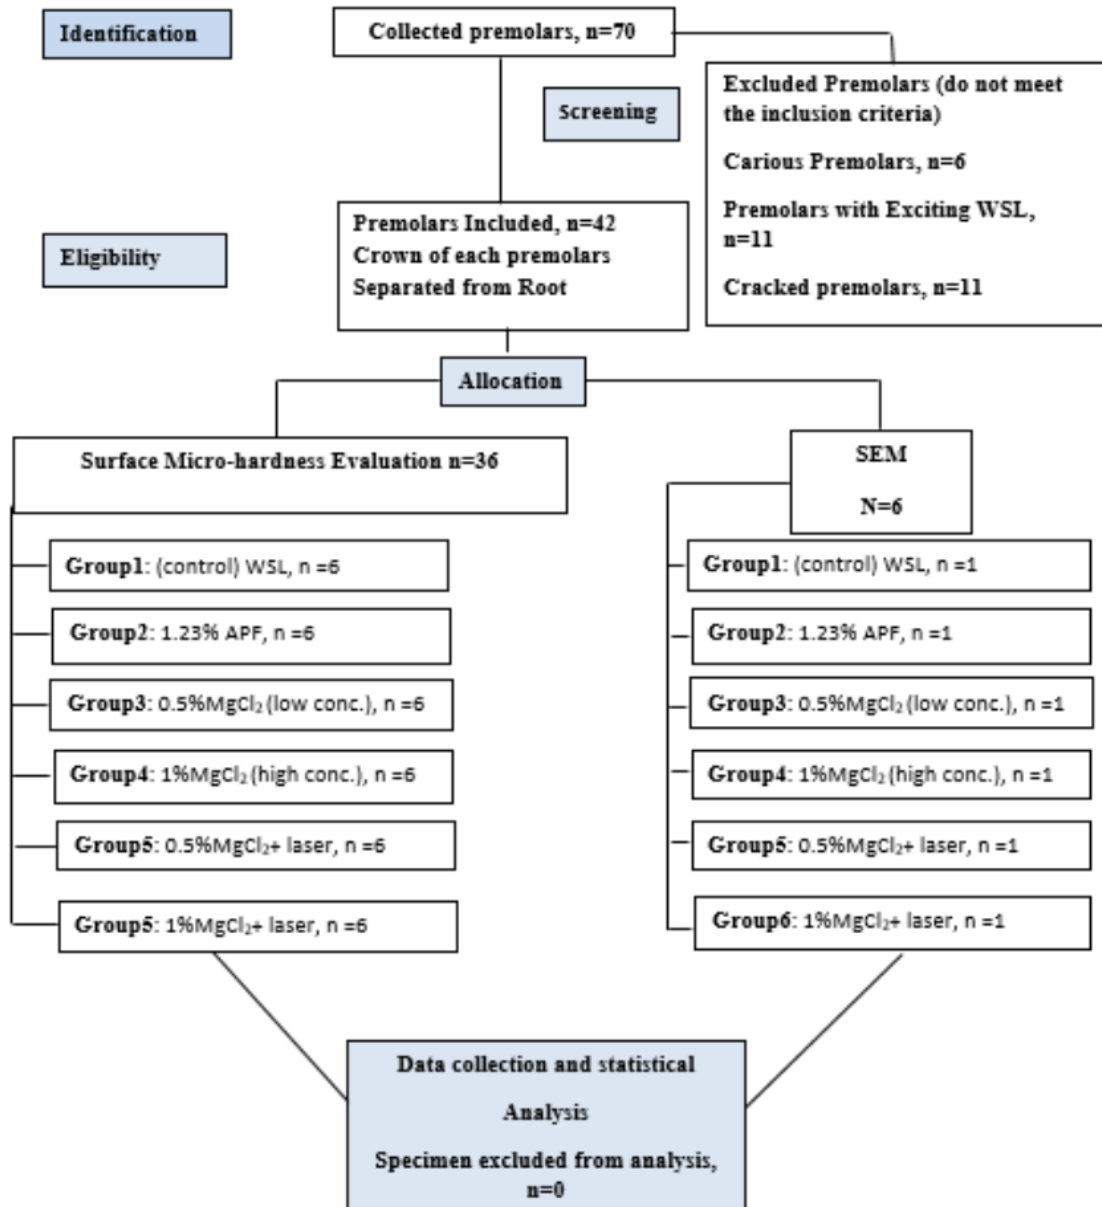 Identification
Collected premolars, n=70
Screening
Excluded Premolars (do not meet
the inclusion criteria)
Carious Premolars, n=6
Premolars with Exciting WSL,
n=11
Cracked premolars, n=11
Eligibility
Premolars Included, n=42
Crown of each premolars
Separated from Root
Allocation
Surface Micro-hardness Evaluation n=36
Group1: (control) WSL, n =6
Group2: 1.23% APF, n =6
Group3: 0.5%MgCl₂ (low conc.), n =6
Group4: 1%MgCl₂ (high conc.), n =6
Group5: 0.5%MgCl₂+ laser, n =6
Group5: 1%MgCl₂+ laser, n =6
SEM
N=6
Group1: (control) WSL, n =1
Group2: 1.23% APF, n =1
Group3: 0.5%MgCl₂ (low conc.), n =1
Group4: 1%MgCl₂ (high conc.), n =1
Group5: 0.5%MgCl₂+ laser, n =1
Group6: 1%MgCl₂+ laser, n =1
Data collection and statistical
Analysis
Specimen excluded from analysis,
n=0